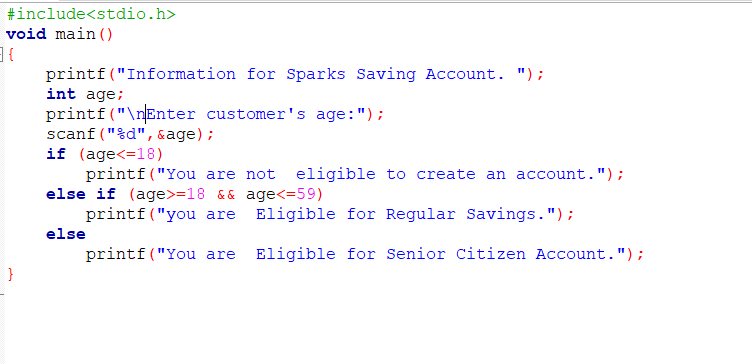 #include<stdio.h>
void main()
{
    printf("Information for Sparks Saving Account. ");
    int age;
    printf("\nEnter customer's age:");
    scanf("%d",&age);
    if (age<=18)
        printf("You are not  eligible to create an account.");
    else if (age>=18 && age<=59)
        printf("you are  Eligible for Regular Savings.");
    else
        printf("You are  Eligible for Senior Citizen Account.");
}